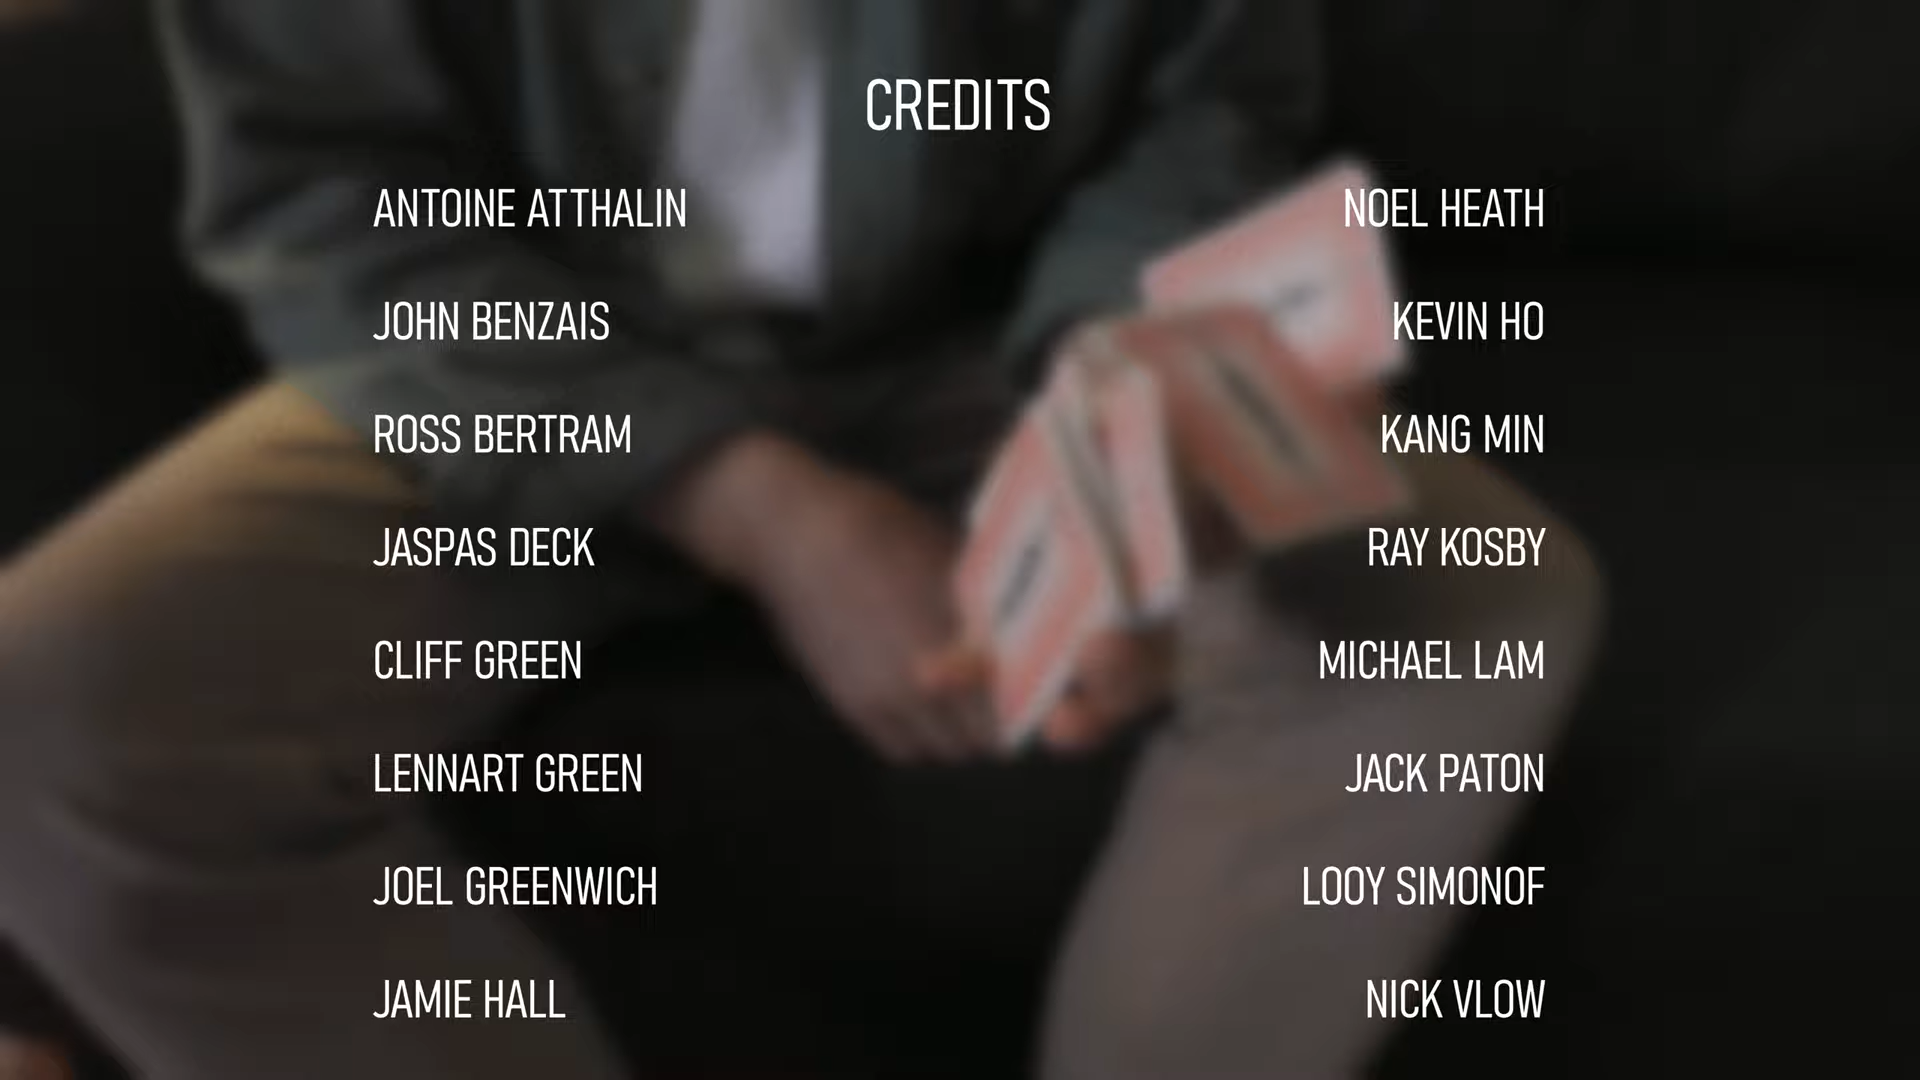 CREDITS
ANTOINE ATTHALIN
JOHN BENZAIS
ROSS BERTRAM
JASPAS DECK
CLIFF GREEN
LENNART GREEN
JOEL GREENWICH
JAMIE HALL
NOEL HEATH
KEVIN HO
KANG MIN
RAY KOSBY
MICHAEL LAM
JACK PATON
LOOY SIMONOF
NICK VLOW